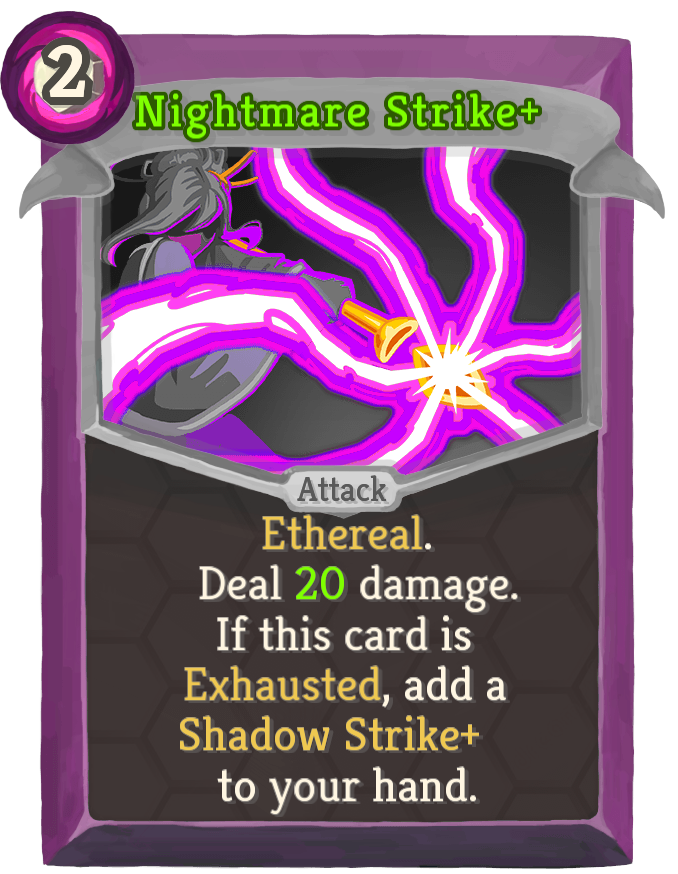 2
Nightmare Strike+
Attack
Ethereal.
Deal 20 damage.
If this card is
Exhausted, add a
Shadow Strike+
to your hand.